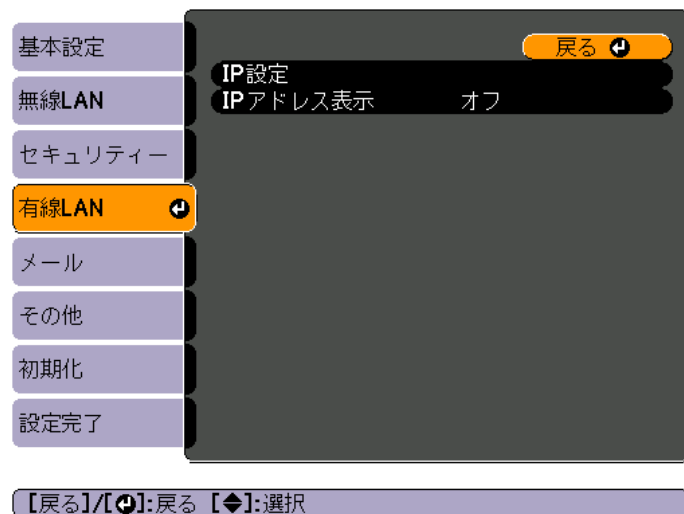 基本設定
無線LAN
セキュリティー
有線LAN
メール
その他
初期化
設定完了
戻る
IP設定
IPアドレス表示 オフ
[戻る]/[⏎]:戻る [◆]:選択